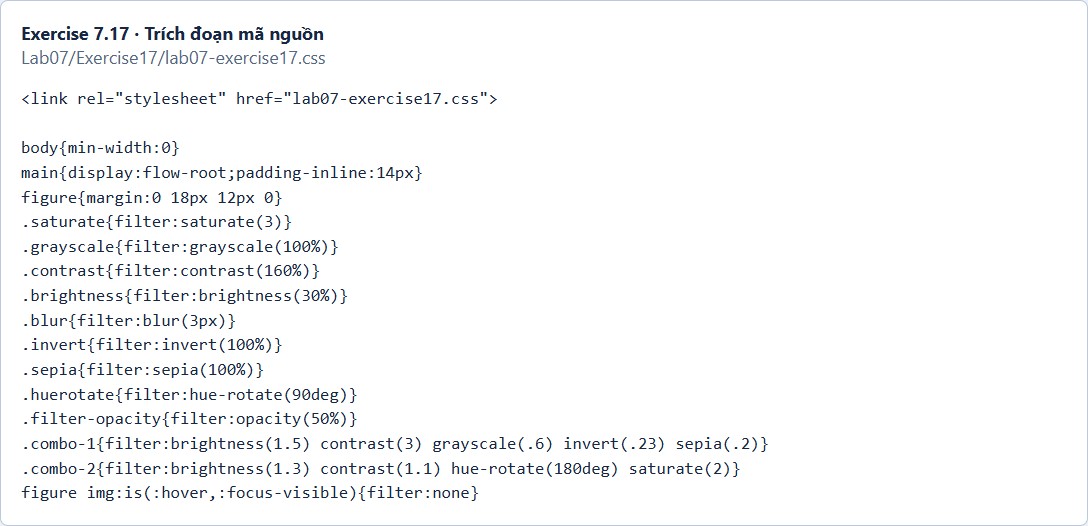 Exercise 7.17 · Trích đoạn mã nguồn
Lab07/Exercise17/lab07-exercise17.css
<link rel="stylesheet" href="lab07-exercise17.css">
body{min-width:0}
main{display:flow-root;padding-inline:14px}
figure{margin:0 18px 12px 0}
.saturate{filter:saturate(3)}
.grayscale{filter:grayscale(100%)}
.contrast{filter:contrast(160%)}
.brightness{filter:brightness(30%)}
.blur{filter:blur(3px)}
.invert{filter:invert(100%)}
.sepia{filter:sepia(100%)}
.huerotate{filter:hue-rotate(90deg)}
.filter-opacity{filter:opacity(50%)}
.combo-1{filter:brightness(1.5) contrast(3) grayscale(.6) invert(.23) sepia(.2)}
.combo-2{filter:brightness(1.3) contrast(1.1) hue-rotate(180deg) saturate(2)}
figure img:is(:hover,:focus-visible){filter:none}